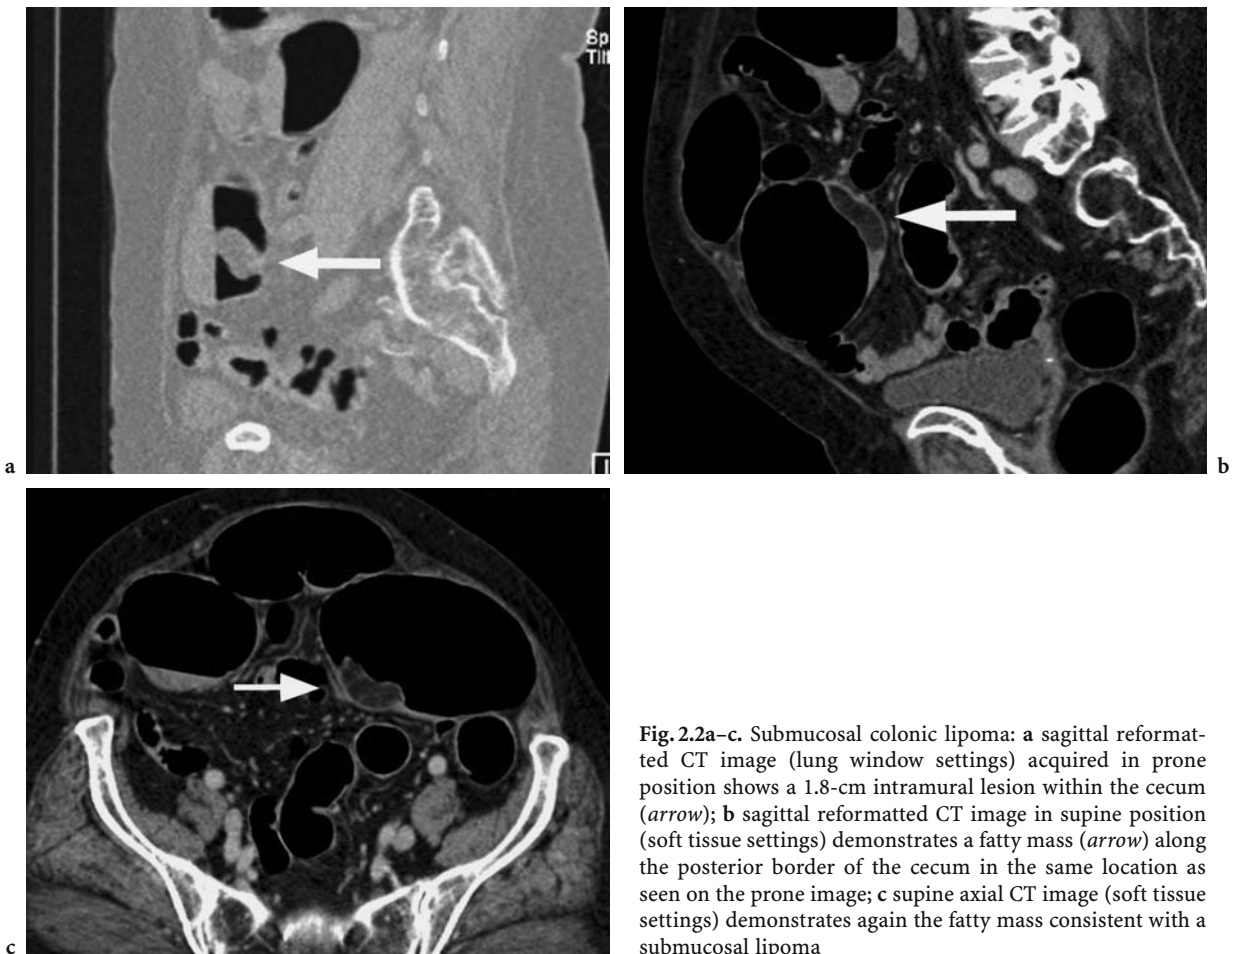 Sp
a
b
c
Fig. 2.2a–c. Submucosal colonic lipoma: a sagittal reformat-
ted CT image (lung window settings) acquired in prone
position shows a 1.8-cm intramural lesion within the cecum
(arrow); b sagittal reformatted CT image in supine position
(soft tissue settings) demonstrates a fatty mass (arrow) along
the posterior border of the cecum in the same location as
seen on the prone image; c supine axial CT image (soft tissue
settings) demonstrates again the fatty mass consistent with a
submucosal lipoma